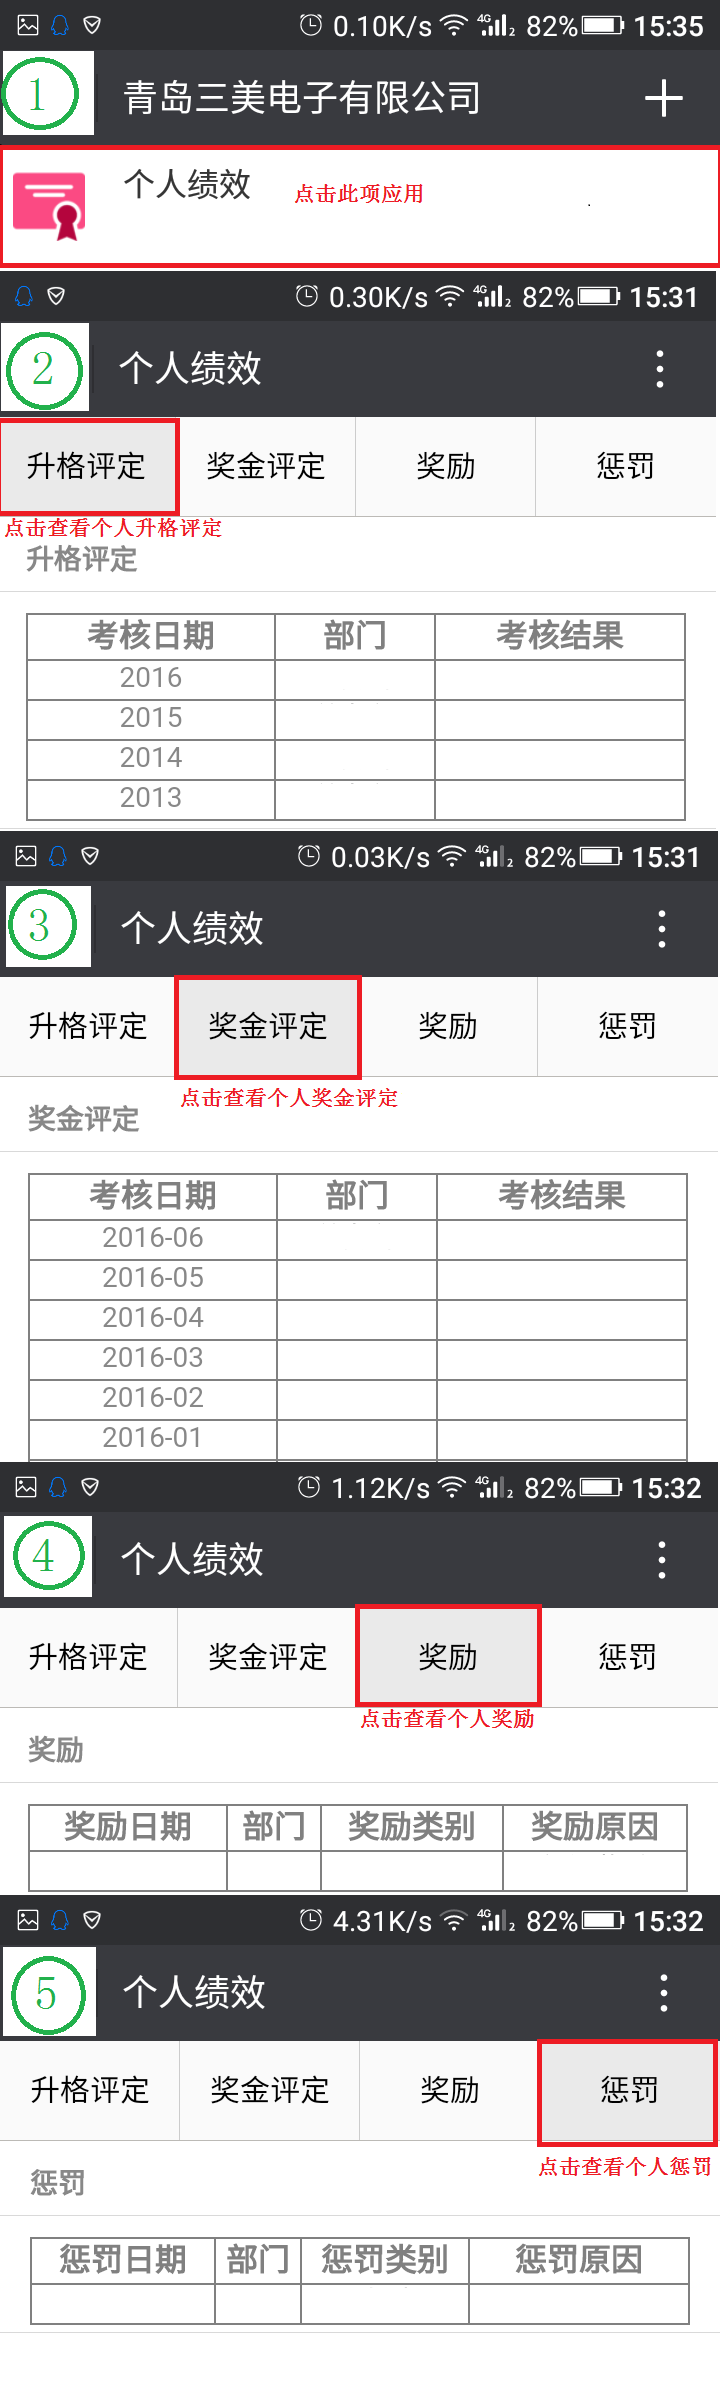 0.10K/s 4G 2 82% 15:35
1 青岛三美电子有限公司
个人绩效 点击此项应用
0.30K/s 4G 2 82% 15:31
2 个人绩效
升格评定 奖金评定 奖励 惩罚
点击查看个人升格评定
升格评定
考核日期 部门 考核结果
2016
2015
2014
2013
0.03K/s 4G 2 82% 15:31
3 个人绩效
升格评定 奖金评定 奖励 惩罚
点击查看个人奖金评定
奖金评定
考核日期 部门 考核结果
2016-06
2016-05
2016-04
2016-03
2016-02
2016-01
1.12K/s 4G 2 82% 15:32
4 个人绩效
升格评定 奖金评定 奖励 惩罚
点击查看个人奖励
奖励
奖励日期 部门 奖励类别 奖励原因
4.31K/s 4G 2 82% 15:32
5 个人绩效
升格评定 奖金评定 奖励 惩罚
点击查看个人惩罚
惩罚
惩罚日期 部门 惩罚类别 惩罚原因